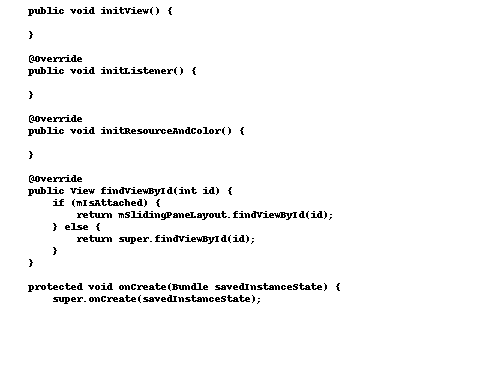 public void initView() {

}

@Override
public void initListener() {

}

@Override
public void initResourceAndColor() {

}

@Override
public View findViewById(int id) {
    if (mIsAttached) {
        return mSlidingPaneLayout.findViewById(id);
    } else {
        return super.findViewById(id);
    }
}

protected void onCreate(Bundle savedInstanceState) {
    super.onCreate(savedInstanceState);